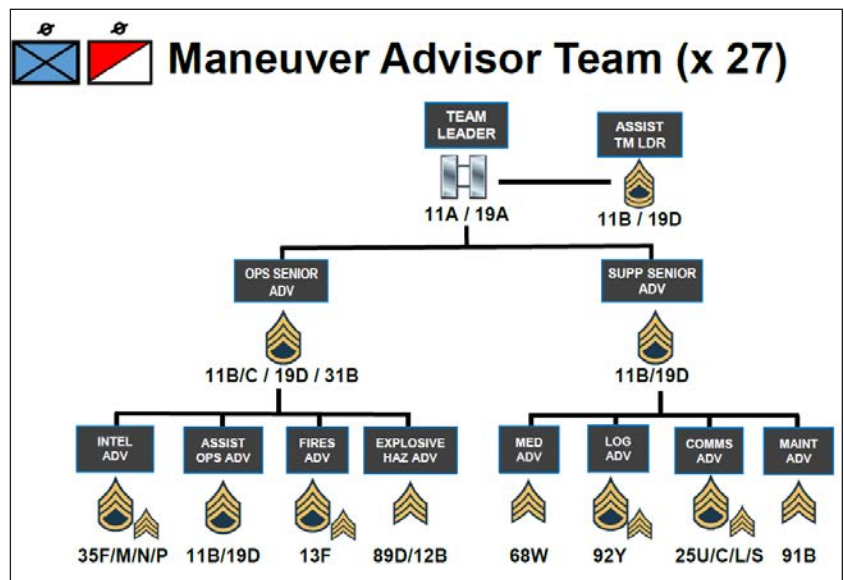 Maneuver Advisor Team (x 27)
TEAM
LEADER
ASSIST
TM LDR
11A / 19A
11B / 19D
OPS SENIOR
ADV
SUPP SENIOR
ADV
11B/C / 19D / 31B
11B/19D
INTEL
ADV
ASSIST
OPS ADV
FIRES
ADV
EXPLOSIVE
HAZ ADV
MED
ADV
LOG
ADV
COMMS
ADV
MAINT
ADV
35F/M/N/P
11B/19D
13F
89D/12B
68W
92Y
25U/C/L/S
91B